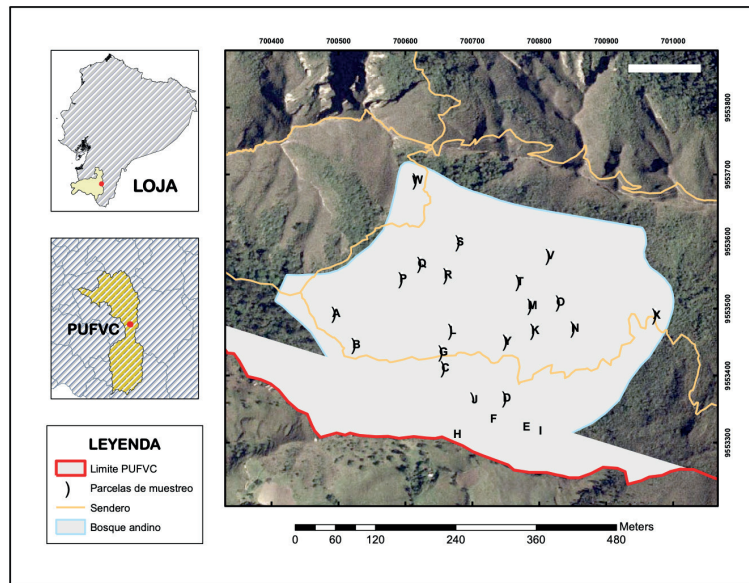 700400 700500 700600 700700 700800 700900 701000
9553800
9553700
9553600
9553500
9553400
9553300
LOJA
PUFVC
LEYENDA
Limite PUFVC
Parcelas de muestreo
Sendero
Bosque andino
W
S
V
Q
P
R
T
M
O
A
L
K
N
X
B
G
Y
C
J
D
F
E
H
I
0 60 120 240 360 480 Meters